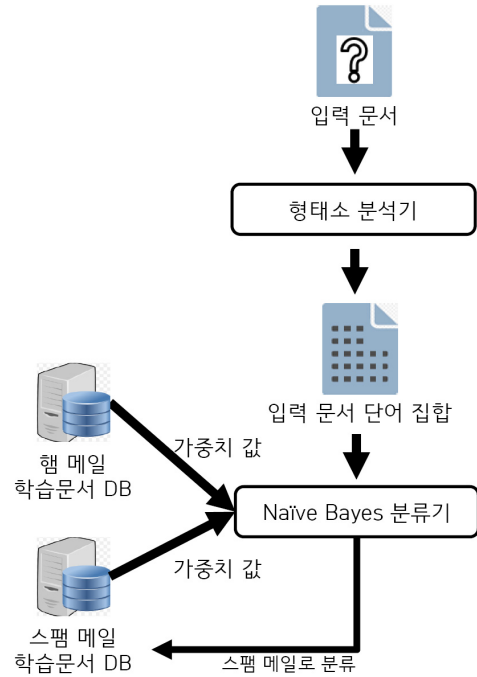 ?
입력 문서
형태소 분석기
입력 문서 단어 집합
햄 메일
학습문서 DB
가중치 값
Naïve Bayes 분류기
가중치 값
스팸 메일
학습문서 DB
스팸 메일로 분류